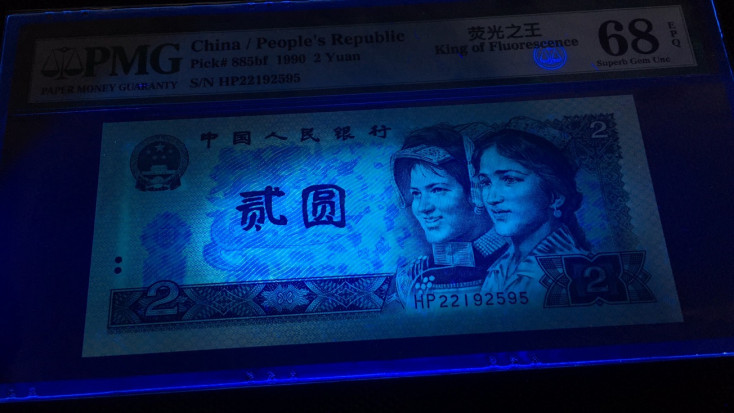 PMG
PAPER MONEY GUARANTY
China / People's Republic
Pick# 885bf 1990 2 Yuan
S/N HP22192595
荧光之王
King of Fluorescence
68
EPQ
Superb Gem Unc
中国人民银行
2
贰圆
2
2
HP22192595